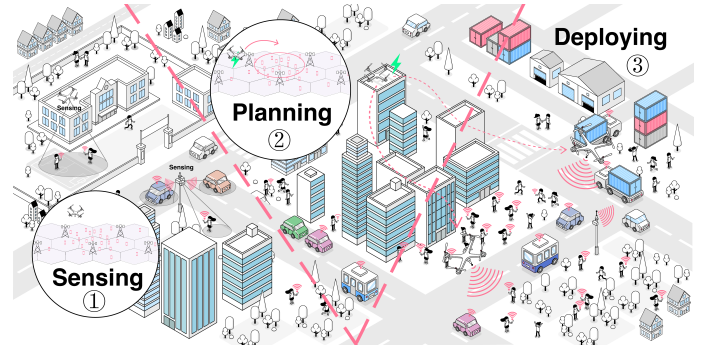 Deploying
③
Planning
②
Sensing
Sensing
Sensing
①